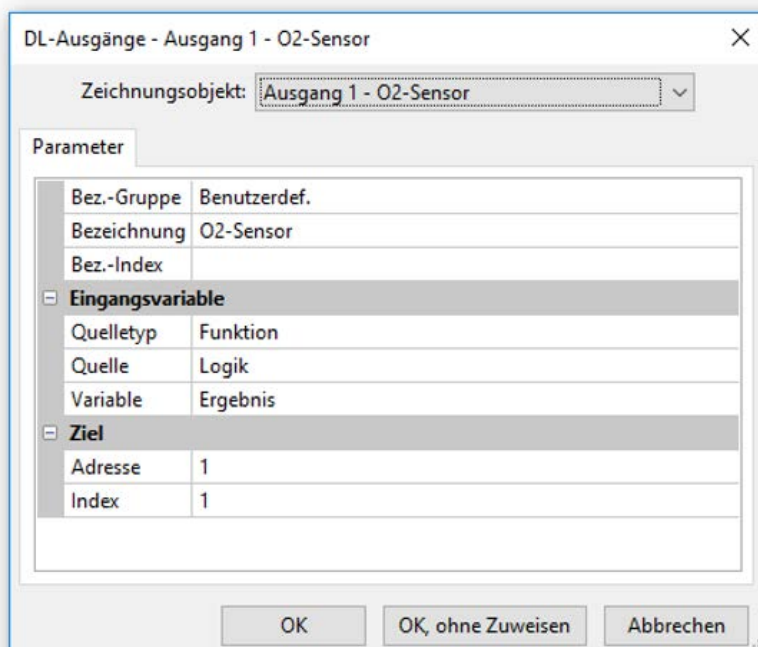 DL-Ausgänge - Ausgang 1 - O2-Sensor
Zeichnungsobjekt: Ausgang 1 - O2-Sensor
Parameter
Bez.-Gruppe Benutzerdef.
Bezeichnung O2-Sensor
Bez.-Index
Eingangsvariable
Quelletyp Funktion
Quelle Logik
Variable Ergebnis
Ziel
Adresse 1
Index 1
OK OK, ohne Zuweisen Abbrechen